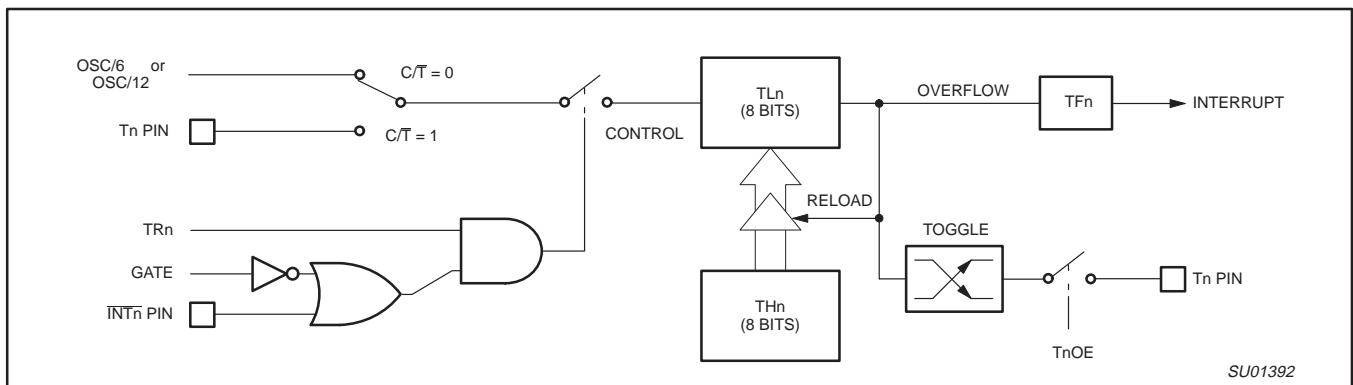 OSC/6 or
OSC/12
C/T̅ = 0
Tn PIN
C/T̅ = 1
CONTROL
TLn
(8 BITS)
OVERFLOW
TFn
INTERRUPT
RELOAD
TRn
GATE
I̅N̅T̅n̅ PIN
THn
(8 BITS)
TOGGLE
Tn PIN
TnOE
SU01392